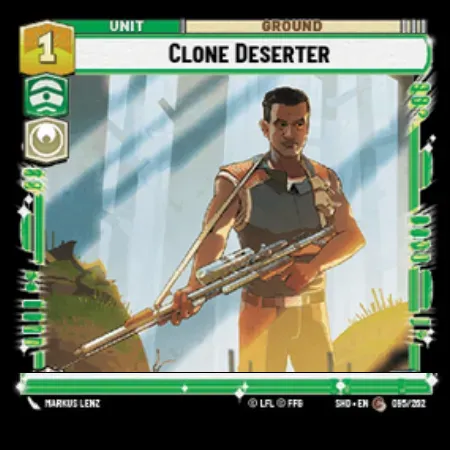 UNIT GROUND
1 CLONE DESERTER
MARKUS LENZ © LFL © FFG SHD • EN 095/262